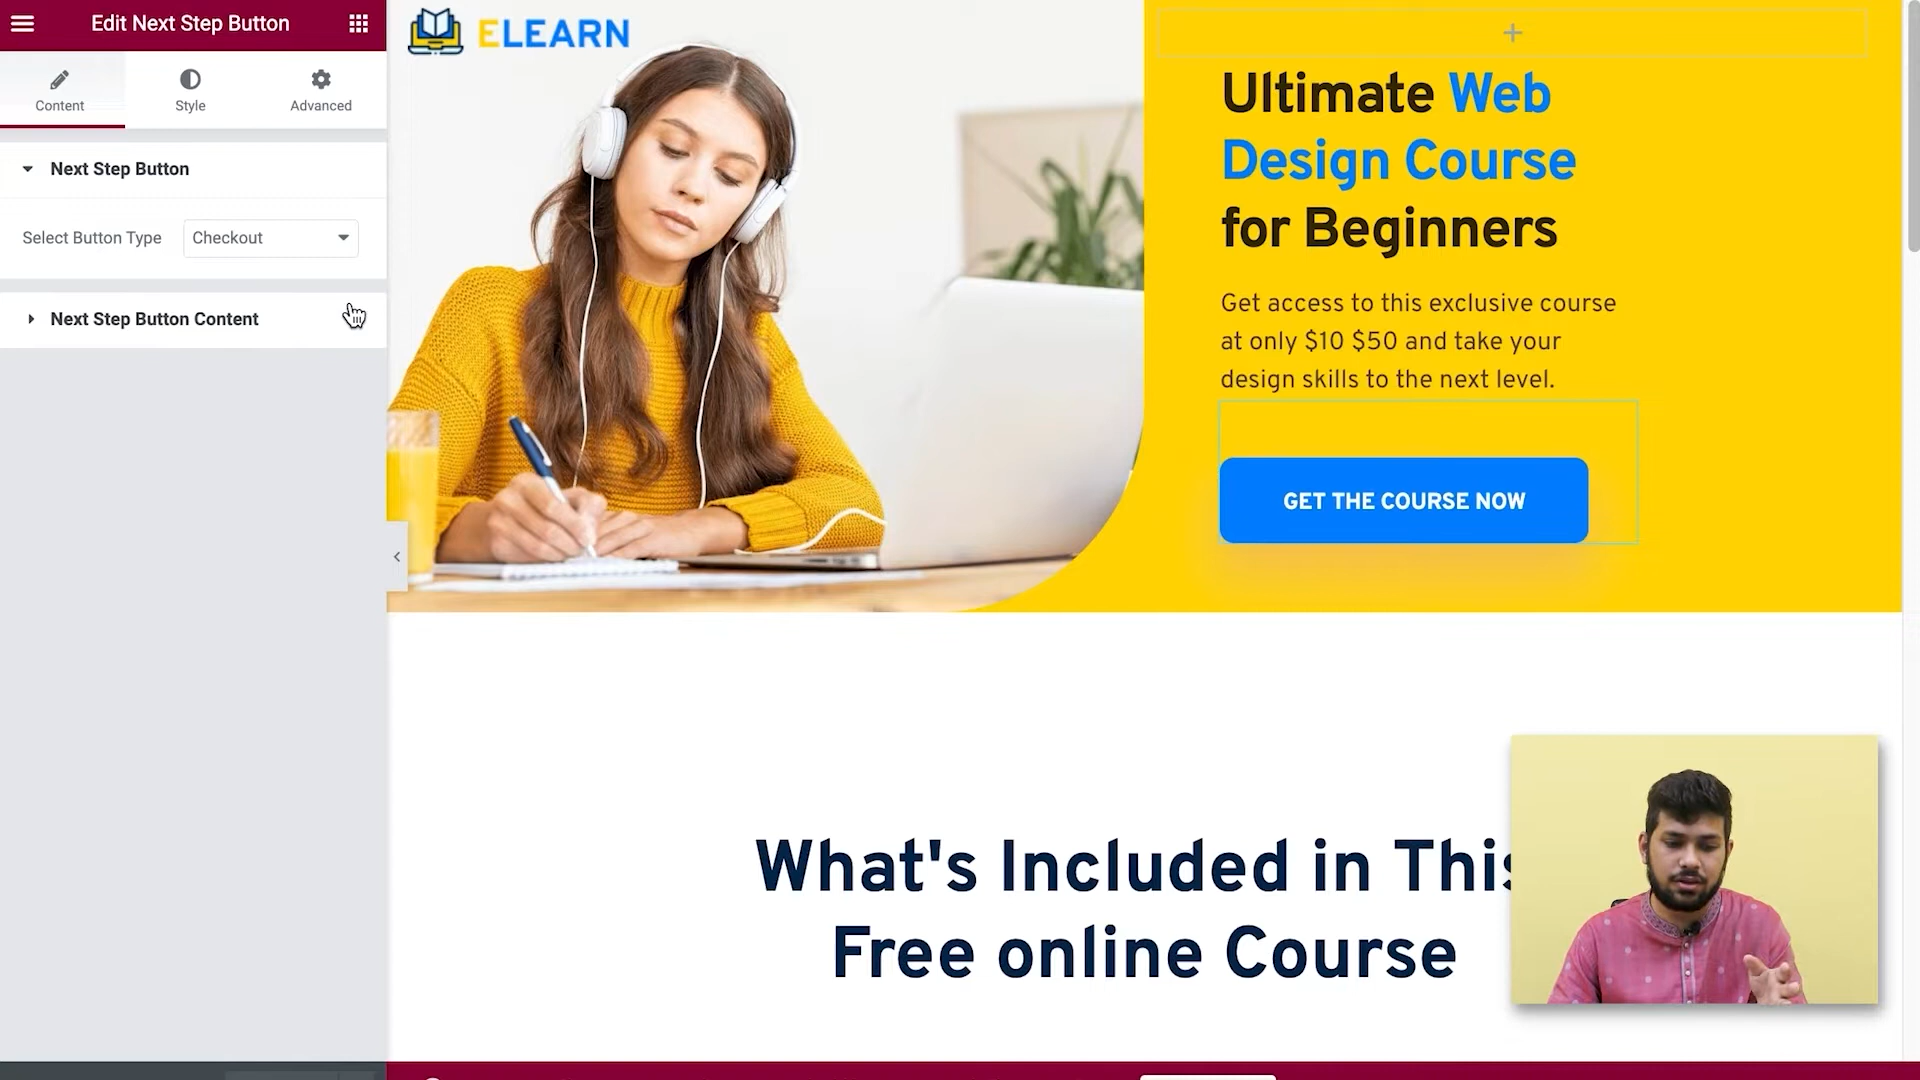 Edit Next Step Button
Content
Style
Advanced
Next Step Button
Select Button Type
Checkout
Next Step Button Content
ELEARN
Ultimate Web
Design Course
for Beginners
Get access to this exclusive course
at only $10 $50 and take your
design skills to the next level.
GET THE COURSE NOW
What's Included in This
Free online Course